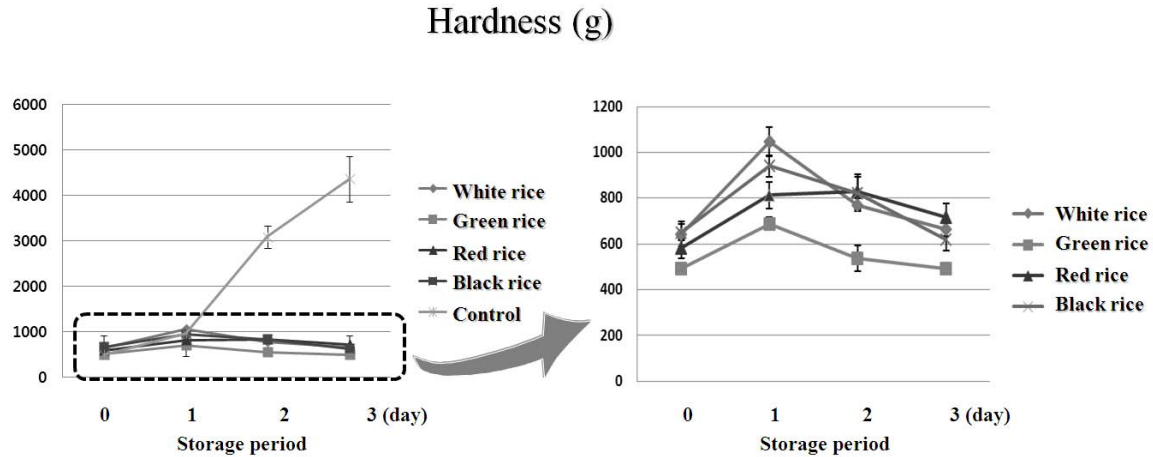 Hardness (g)
6000
5000
4000
3000
2000
1000
0
0 1 2 3 (day)
Storage period
White rice
Green rice
Red rice
Black rice
Control
1200
1000
800
600
400
200
0
0 1 2 3 (day)
Storage period
White rice
Green rice
Red rice
Black rice